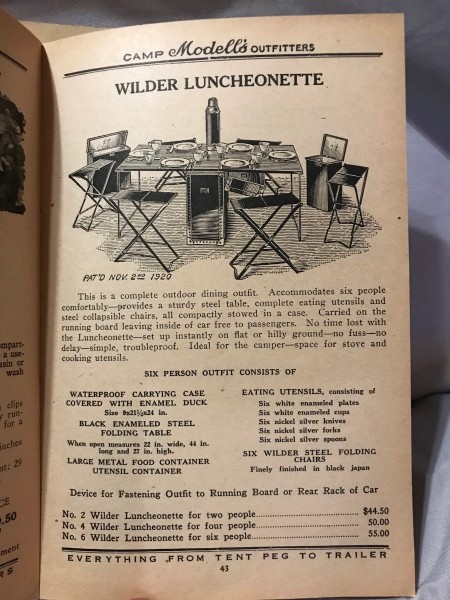 CAMP Modell's OUTFITTERS
WILDER LUNCHEONETTE
PAT'D NOV. 2ND 1920
This is a complete outdoor dining outfit. Accommodates six people
comfortably—provides a sturdy steel table, complete eating utensils and
steel collapsible chairs, all compactly stowed in a case. Carried on the
running board leaving inside of car free to passengers. No time lost with
the Luncheonette—set up instantly on flat or hilly ground—no fuss—no
delay—simple, troubleproof. Ideal for the camper—space for stove and
cooking utensils.
SIX PERSON OUTFIT CONSISTS OF
WATERPROOF CARRYING CASE
COVERED WITH ENAMEL DUCK
Size 9x21½x24 in.
BLACK ENAMELED STEEL
FOLDING TABLE
When open measures 22 in. wide, 44 in.
long and 27 in. high.
LARGE METAL FOOD CONTAINER
UTENSIL CONTAINER
EATING UTENSILS, consisting of
Six white enameled plates
Six white enameled cups
Six nickel silver knives
Six nickel silver forks
Six nickel silver spoons
SIX WILDER STEEL FOLDING
CHAIRS
Finely finished in black japan
Device for Fastening Outfit to Running Board or Rear Rack of Car
No. 2 Wilder Luncheonette for two people $44.50
No. 4 Wilder Luncheonette for four people 50.00
No. 6 Wilder Luncheonette for six people 55.00
EVERYTHING FROM TENT PEG TO TRAILER
43